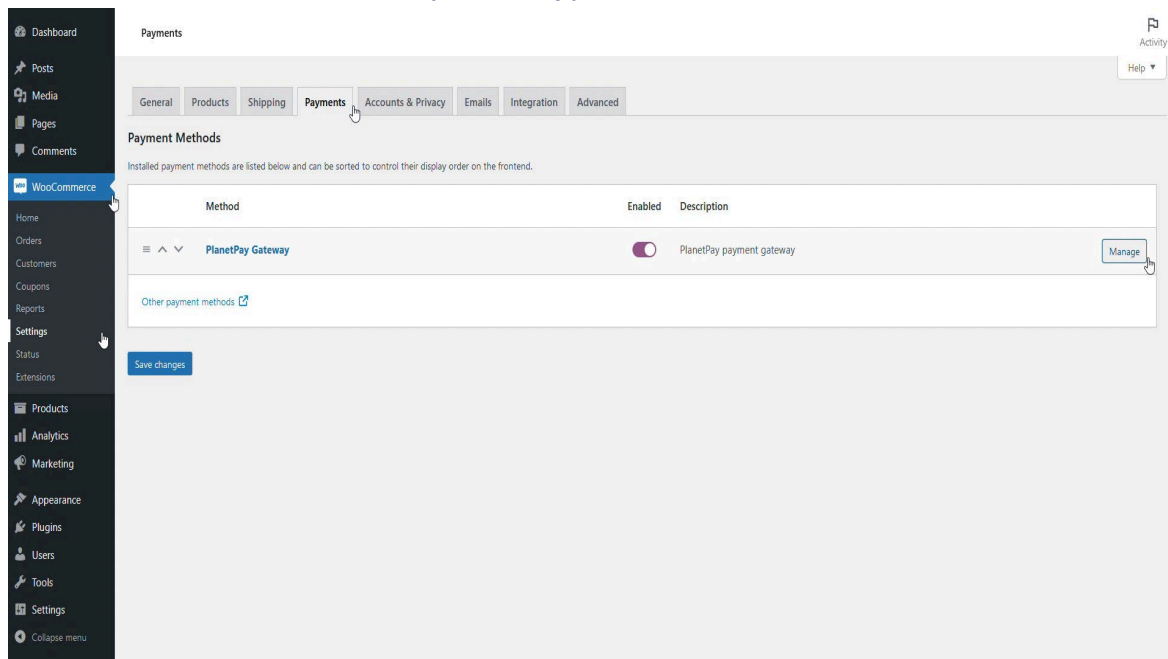 Dashboard
Posts
Media
Pages
Comments
WooCommerce
Home
Orders
Customers
Coupons
Reports
Settings
Status
Extensions
Products
Analytics
Marketing
Appearance
Plugins
Users
Tools
Settings
Collapse menu
Payments
Activity
Help
General Products Shipping Payments Accounts & Privacy Emails Integration Advanced
Payment Methods
Installed payment methods are listed below and can be sorted to control their display order on the frontend.
Method Enabled Description
PlanetPay Gateway PlanetPay payment gateway Manage
Other payment methods
Save changes